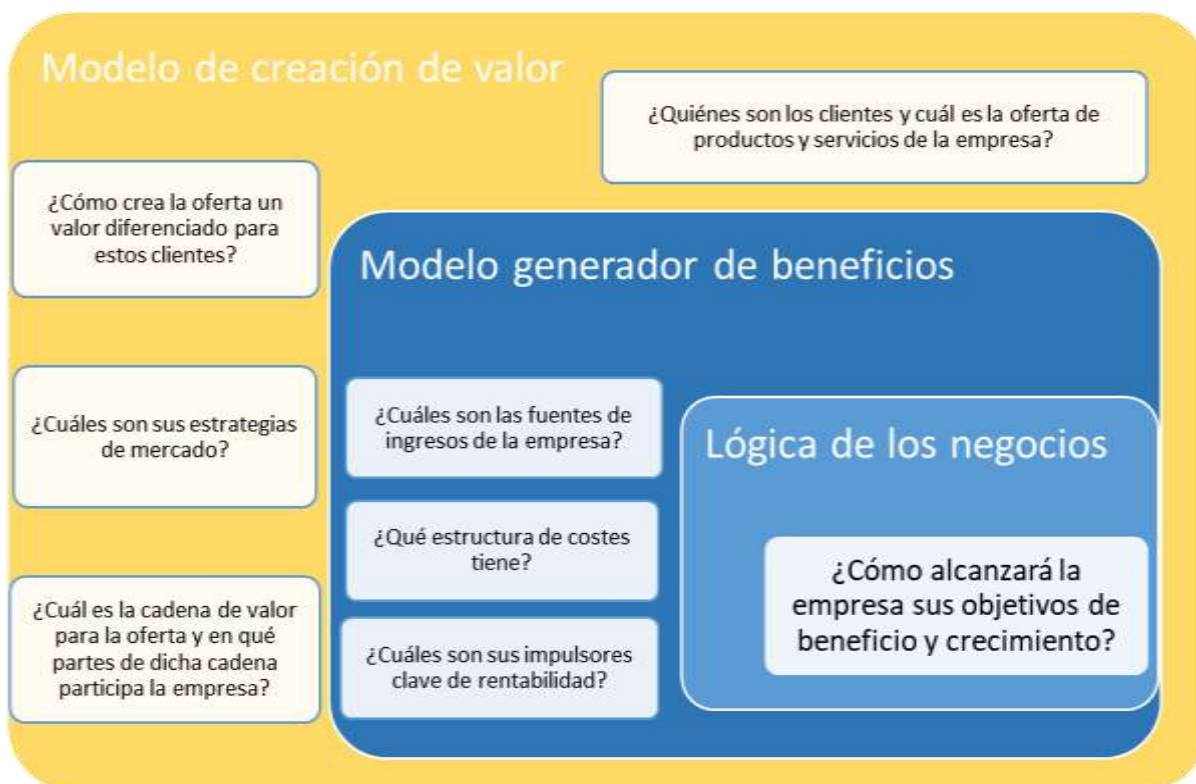 Modelo de creación de valor
¿Quiénes son los clientes y cuál es la oferta de
productos y servicios de la empresa?
¿Cómo crea la oferta un
valor diferenciado para
estos clientes?
¿Cuáles son sus estrategias
de mercado?
¿Cuál es la cadena de valor
para la oferta y en qué
partes de dicha cadena
participa la empresa?
Modelo generador de beneficios
¿Cuáles son las fuentes de
ingresos de la empresa?
¿Qué estructura de costes
tiene?
¿Cuáles son sus impulsores
clave de rentabilidad?
Lógica de los negocios
¿Cómo alcanzará la
empresa sus objetivos de
beneficio y crecimiento?